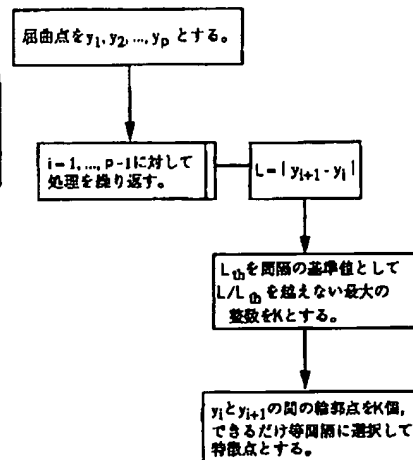 屈曲点をy1, y2, ..., yp とする。
i = 1, ..., p-1に対して
処理を繰り返す。
L = | yi+1 - yi |
Lthを間隔の基準値として
L/Lthを越えない最大の
整数をKとする。
yiとyi+1の間の輪郭点をK個,
できるだけ等間隔に選択して
特徴点とする。